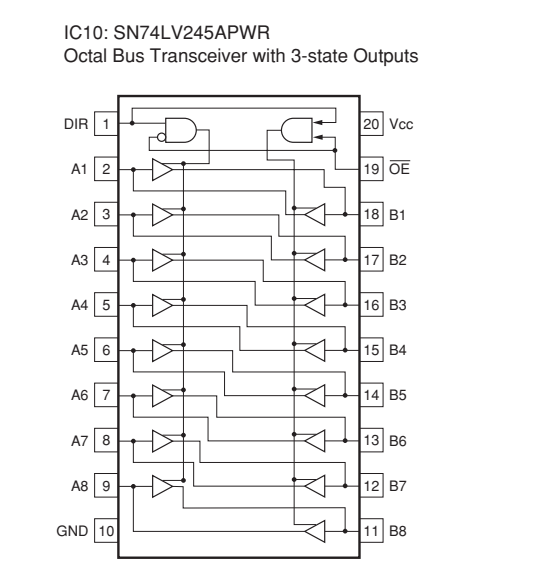 IC10: SN74LV245APWR
Octal Bus Transceiver with 3-state Outputs
DIR 1 20 Vcc
A1 2 19 OE
A2 3 18 B1
A3 4 17 B2
A4 5 16 B3
A5 6 15 B4
A6 7 14 B5
A7 8 13 B6
A8 9 12 B7
GND 10 11 B8